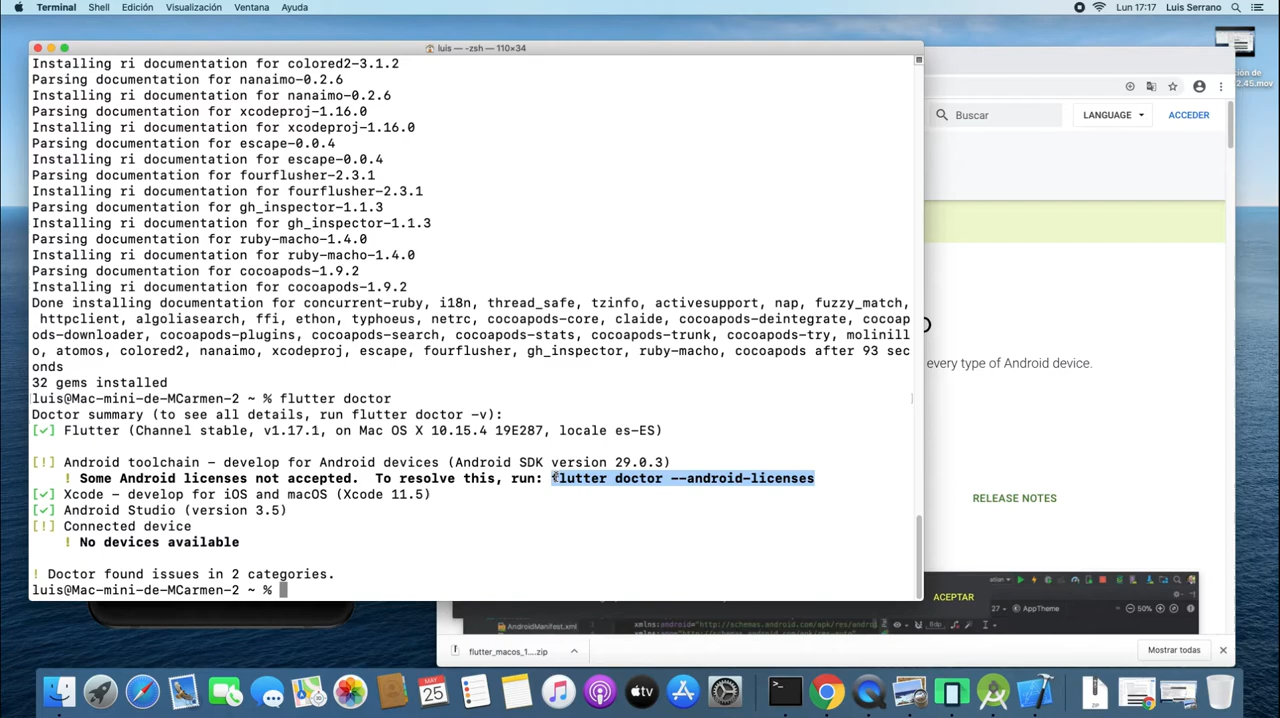 Terminal Shell Edición Visualización Ventana Ayuda Lun 17:17 Luis Serrano
luis — -zsh — 110×34
Installing ri documentation for colored2-3.1.2
Parsing documentation for nanaimo-0.2.6
Installing ri documentation for nanaimo-0.2.6
Parsing documentation for xcodeproj-1.16.0
Installing ri documentation for xcodeproj-1.16.0
Parsing documentation for escape-0.0.4
Installing ri documentation for escape-0.0.4
Parsing documentation for fourflusher-2.3.1
Installing ri documentation for fourflusher-2.3.1
Parsing documentation for gh_inspector-1.1.3
Installing ri documentation for gh_inspector-1.1.3
Parsing documentation for ruby-macho-1.4.0
Installing ri documentation for ruby-macho-1.4.0
Parsing documentation for cocoapods-1.9.2
Installing ri documentation for cocoapods-1.9.2
Done installing documentation for concurrent-ruby, i18n, thread_safe, tzinfo, activesupport, nap, fuzzy_match,
httpclient, algoliasearch, ffi, ethon, typhoeus, netrc, cocoapods-core, claide, cocoapods-deintegrate, cocoap
ods-downloader, cocoapods-plugins, cocoapods-search, cocoapods-stats, cocoapods-trunk, cocoapods-try, molinill
o, atomos, colored2, nanaimo, xcodeproj, escape, fourflusher, gh_inspector, ruby-macho, cocoapods after 93 sec
onds
32 gems installed
luis@Mac-mini-de-MCarmen-2 ~ % flutter doctor
Doctor summary (to see all details, run flutter doctor -v):
[✓] Flutter (Channel stable, v1.17.1, on Mac OS X 10.15.4 19E287, locale es-ES)
[!] Android toolchain - develop for Android devices (Android SDK version 29.0.3)
! Some Android licenses not accepted. To resolve this, run: flutter doctor --android-licenses
[✓] Xcode - develop for iOS and macOS (Xcode 11.5)
[✓] Android Studio (version 3.5)
[!] Connected device
! No devices available
! Doctor found issues in 2 categories.
luis@Mac-mini-de-MCarmen-2 ~ %
ión de
2.45.mov
Buscar LANGUAGE ACCEDER
every type of Android device.
RELEASE NOTES
ACEPTAR
27 AppTheme 50%
AndroidManifest.xml
flutter_macos_1....zip Mostrar todas
MAY
25
tv